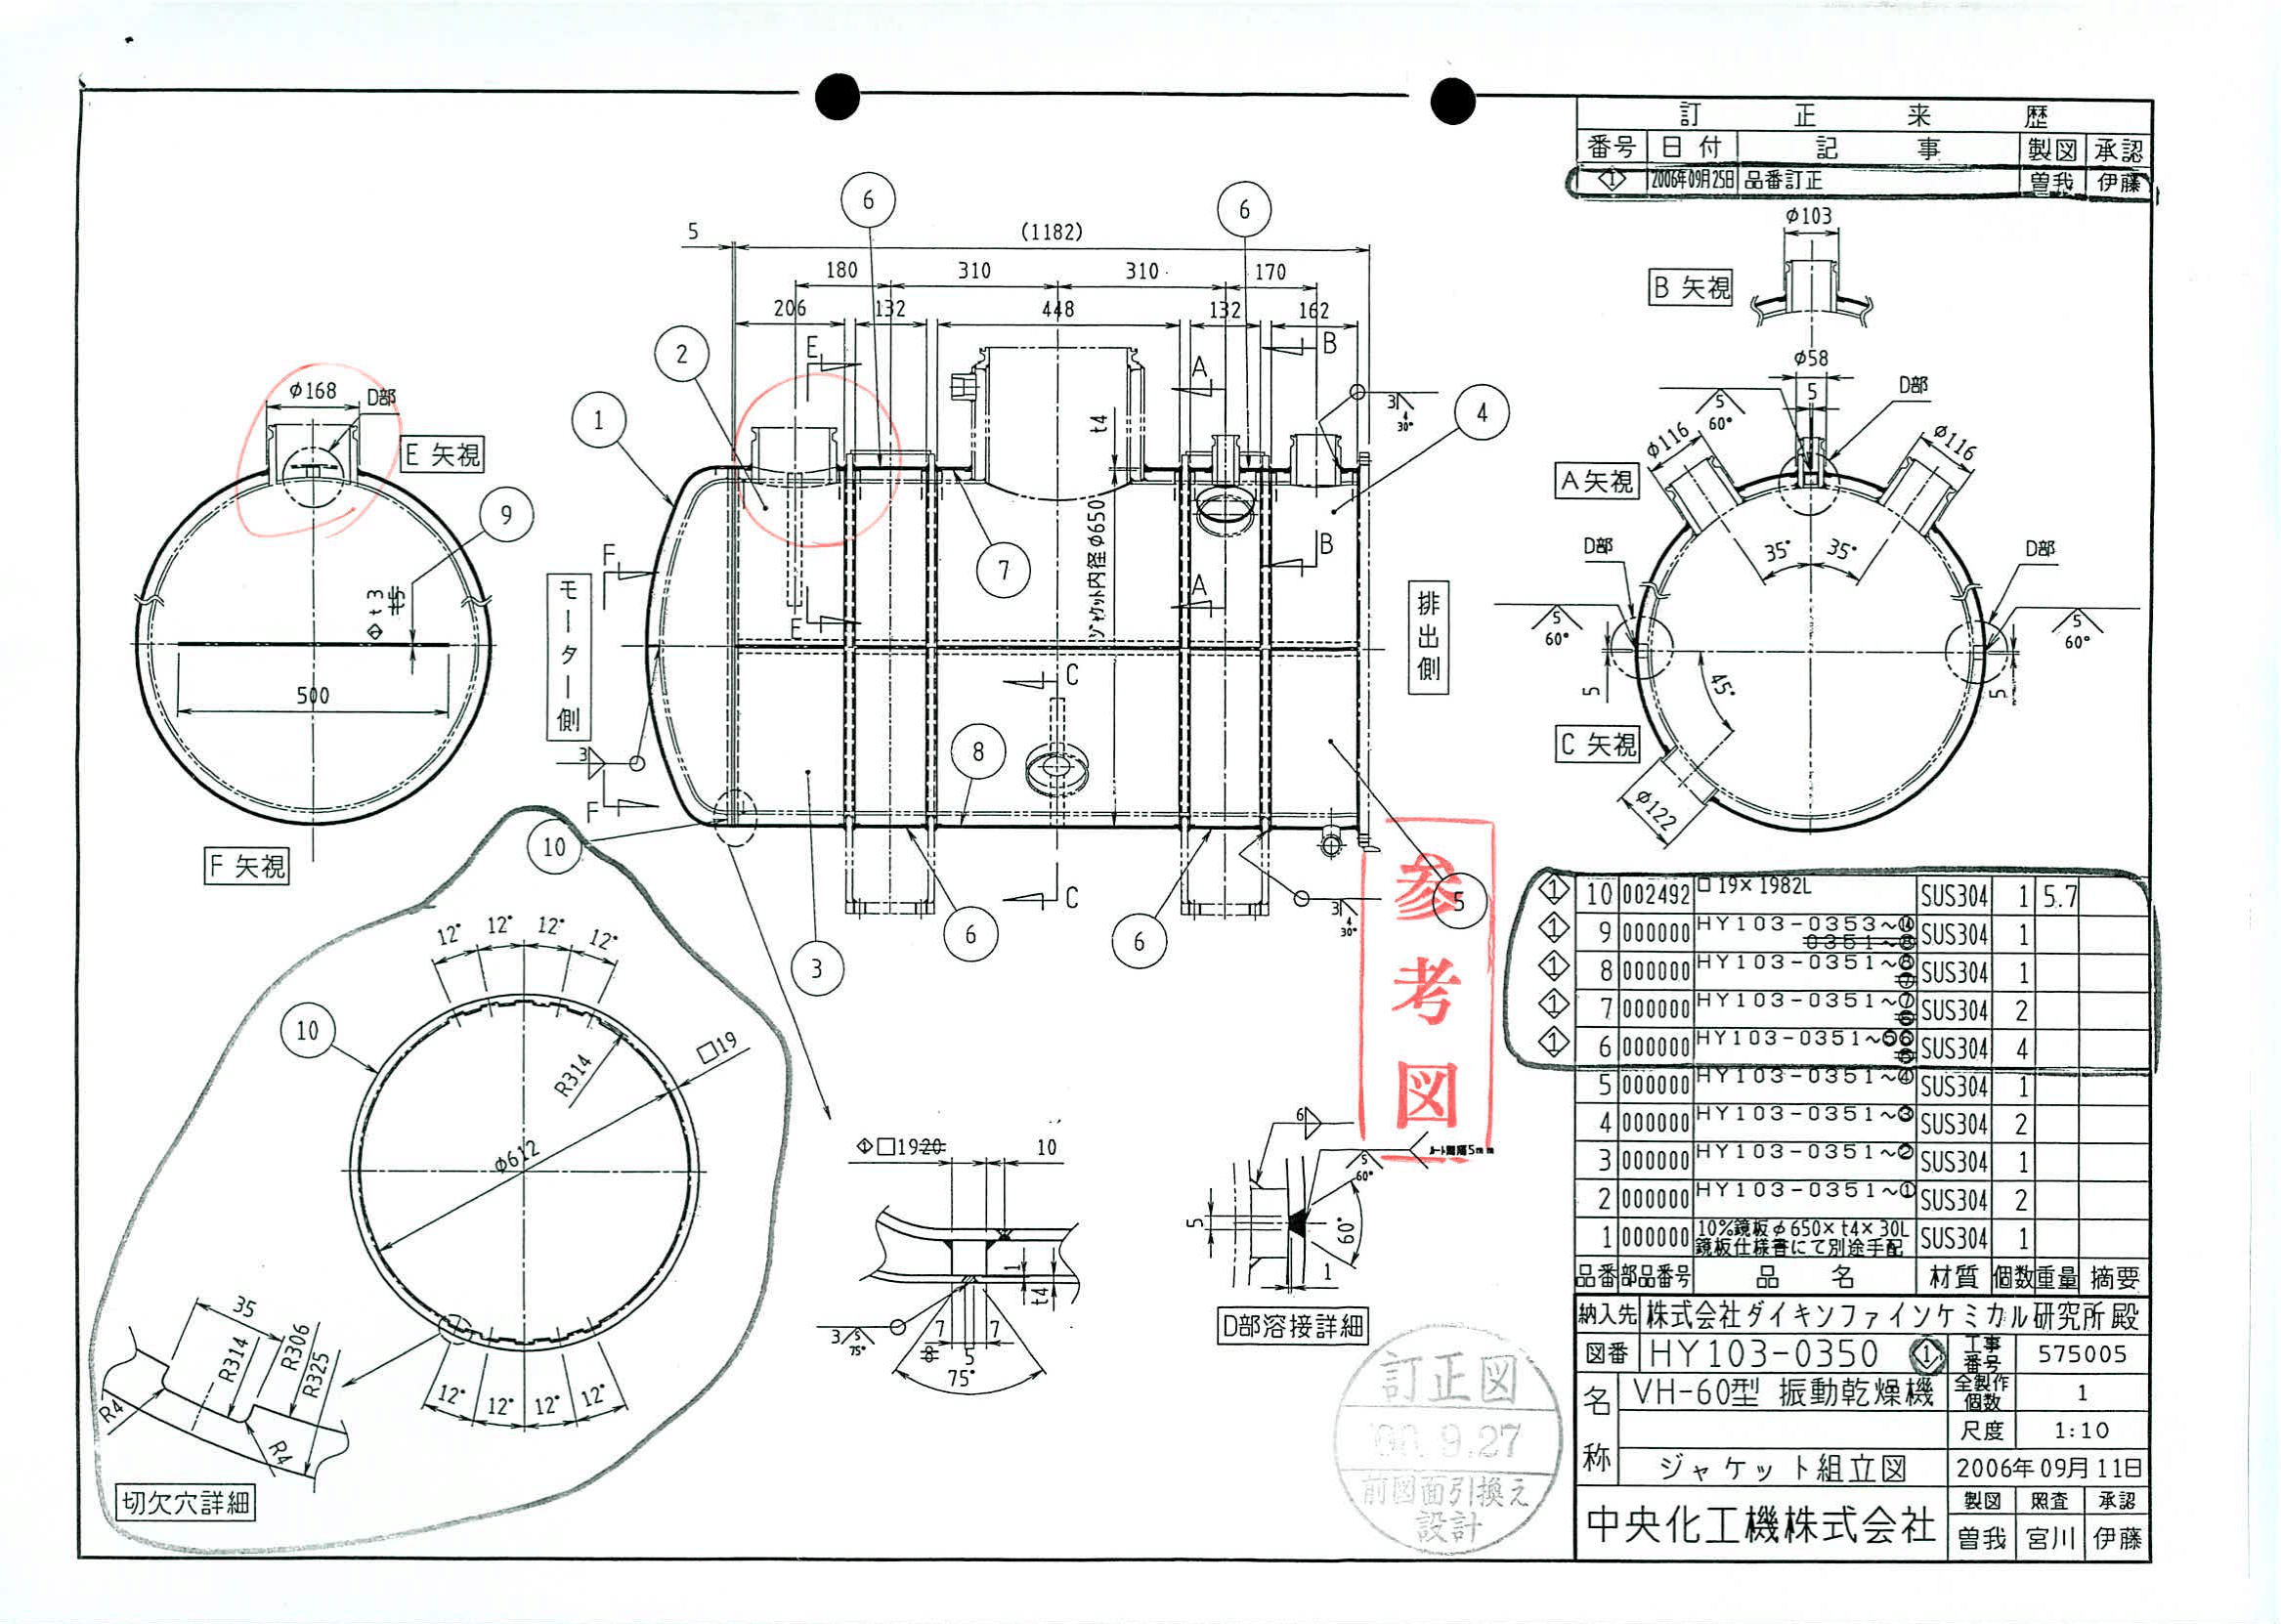 訂正来歴
番号 日付 記事 製図 承認
1 2006年09月25日 品番訂正 曽我 伊藤
φ103
B 矢視
6
6
5
(1182)
180
310
310
170
206
132
448
132
162
φ58
5
D部
5
60°
φ116
φ116
A矢視
35°
35°
D部
D部
5
60°
5
60°
5
5
45°
C 矢視
φ122
φ168
D部
E 矢視
9
1 t3
t5
500
F 矢視
2
1
E
E
A
A
B
B
3
4
30°
4
t4
7
ジャケット内径φ650
F
F
モーター側
排出側
C
C
8
3
10
3
6
6
5
3
4
30°
参考図
12° 12° 12° 12°
10
□19
R314
φ612
12° 12° 12° 12°
35
R314
R306
R325
R4
R4
切欠穴詳細
1 □19 20
10
1
t4
3
5
75°
7
8
5
7
75°
6
ルート間隔5mm
5
60°
5
60°
1
D部溶接詳細
訂正図
9.27
前図面引換え
設計
1 10 002492 □19×1982L SUS304 1 5.7
1 9 000000 HY103-0353~⑭ SUS304 1
0351~⑧
1 8 000000 HY103-0351~⑧ SUS304 1
⑦
1 7 000000 HY103-0351~⑦ SUS304 2
⑥
1 6 000000 HY103-0351~⑤⑥ SUS304 4
⑤
5 000000 HY103-0351~④ SUS304 1
4 000000 HY103-0351~③ SUS304 2
3 000000 HY103-0351~② SUS304 1
2 000000 HY103-0351~① SUS304 2
1 000000 10%鏡板φ650×t4×30L SUS304 1
鏡板仕様書にて別途手配
品番 部品番号 品名 材質 個数 重量 摘要
納入先 株式会社ダイキンファインケミカル研究所 殿
図番 HY103-0350 1 工事番号 575005
名称 VH-60型 振動乾燥機 全製作個数 1
尺度 1:10
ジャケット組立図 2006年09月11日
中央化工機株式会社 製図 照査 承認
曽我 宮川 伊藤